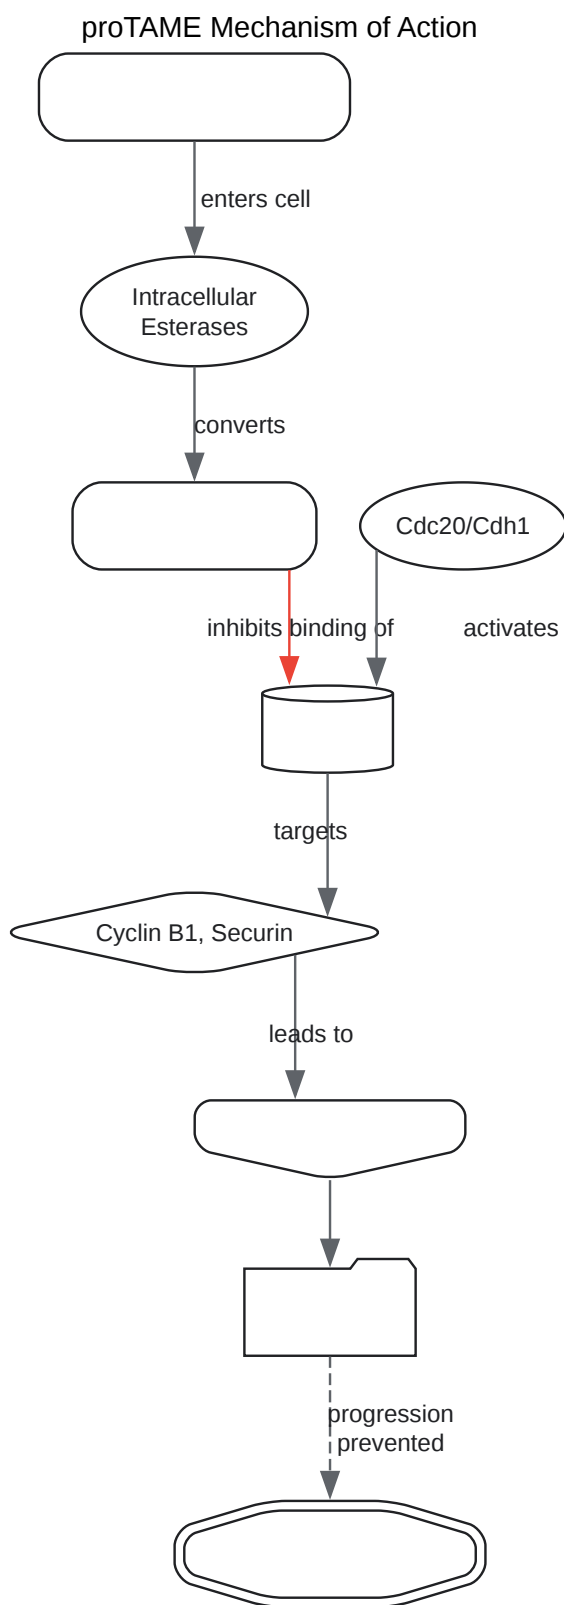 proTAME Mechanism of Action
enters cell
Intracellular
Esterases
converts
Cdc20/Cdh1
inhibits binding of
activates
targets
Cyclin B1, Securin
leads to
progression
prevented